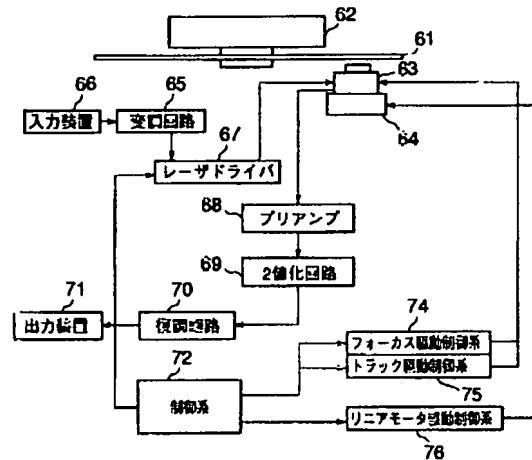 62
61
63
66
65
入力装置
変調回路
67
64
レーザドライバ
68
プリアンプ
69
2値化回路
71
70
74
出力装置
復調回路
フォーカス駆動制御系
72
トラック駆動制御系
制御系
75
リニアモータ駆動制御系
76